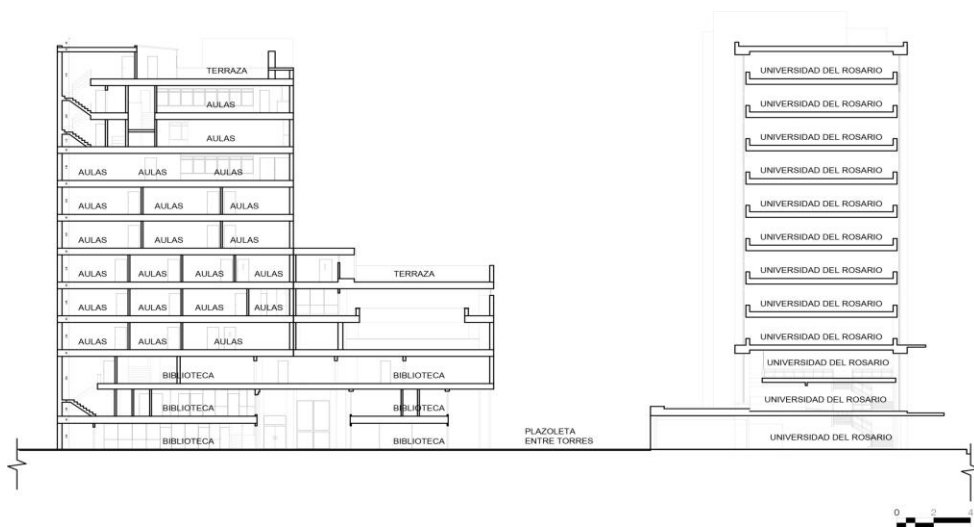 TERRAZA
AULAS
AULAS
AULAS AULAS AULAS
AULAS AULAS AULAS
AULAS AULAS AULAS
AULAS AULAS AULAS AULAS
TERRAZA
AULAS AULAS AULAS AULAS
AULAS AULAS AULAS
BIBLIOTECA BIBLIOTECA
BIBLIOTECA BIBLIOTECA
BIBLIOTECA BIBLIOTECA
PLAZOLETA
ENTRE TORRES
UNIVERSIDAD DEL ROSARIO
UNIVERSIDAD DEL ROSARIO
UNIVERSIDAD DEL ROSARIO
UNIVERSIDAD DEL ROSARIO
UNIVERSIDAD DEL ROSARIO
UNIVERSIDAD DEL ROSARIO
UNIVERSIDAD DEL ROSARIO
UNIVERSIDAD DEL ROSARIO
UNIVERSIDAD DEL ROSARIO
UNIVERSIDAD DEL ROSARIO
UNIVERSIDAD DEL ROSARIO
UNIVERSIDAD DEL ROSARIO
0 2 4